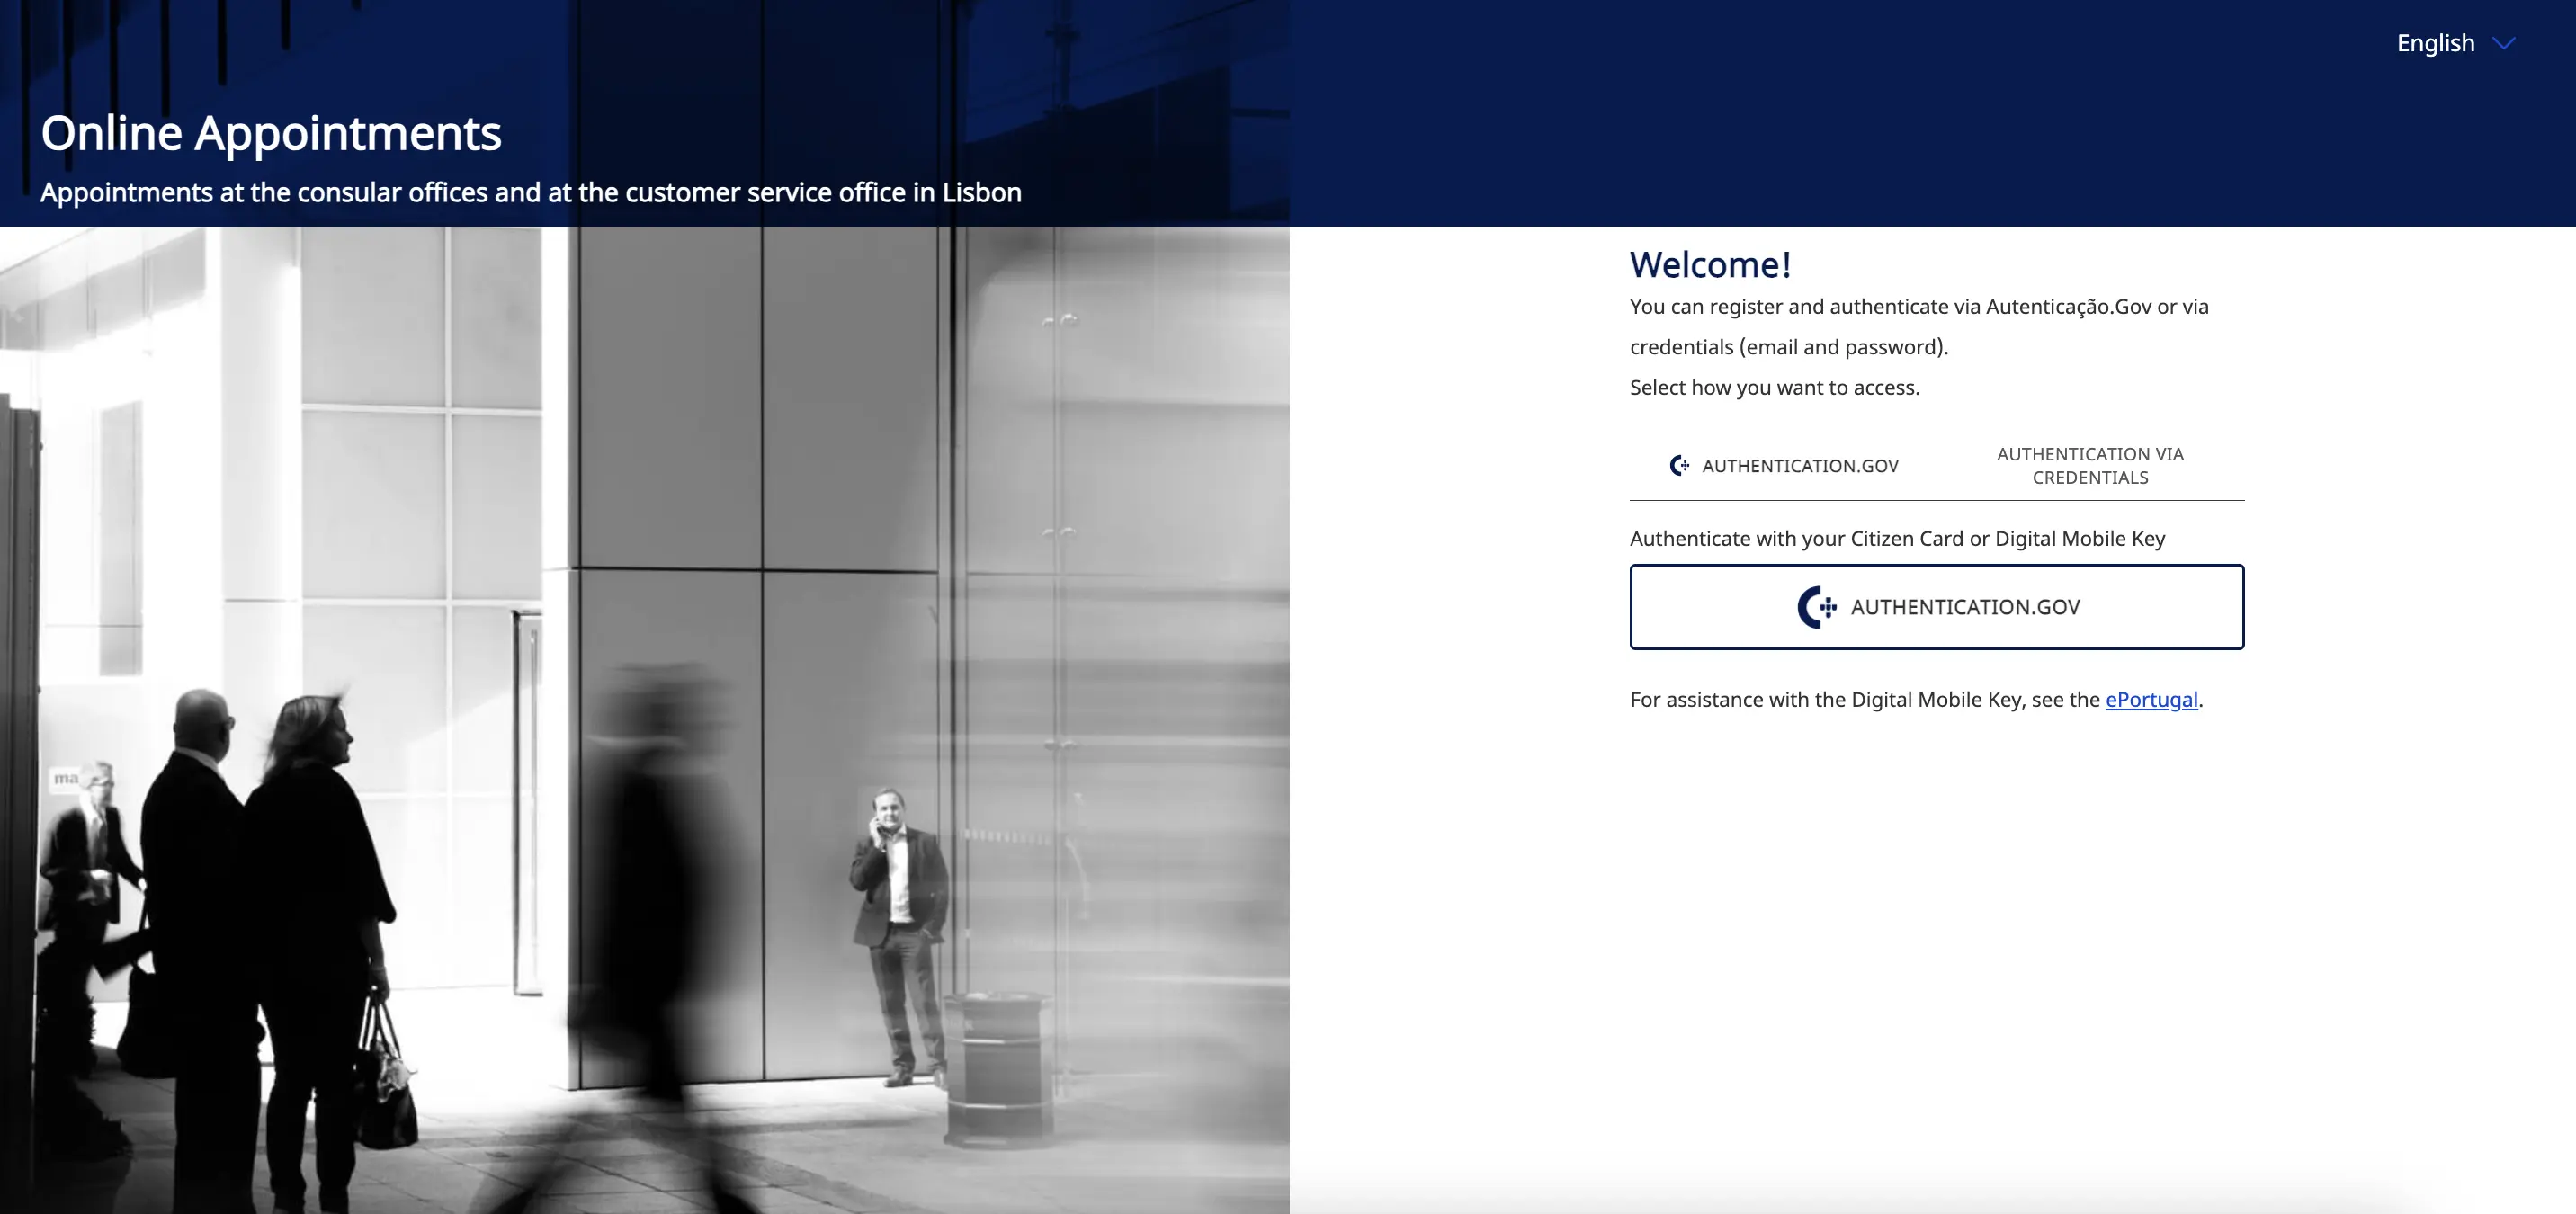 English
Online Appointments
Appointments at the consular offices and at the customer service office in Lisbon
Welcome!
You can register and authenticate via Autenticação.Gov or via
credentials (email and password).
Select how you want to access.
AUTHENTICATION.GOV
AUTHENTICATION VIA
CREDENTIALS
Authenticate with your Citizen Card or Digital Mobile Key
AUTHENTICATION.GOV
For assistance with the Digital Mobile Key, see the ePortugal.
ma